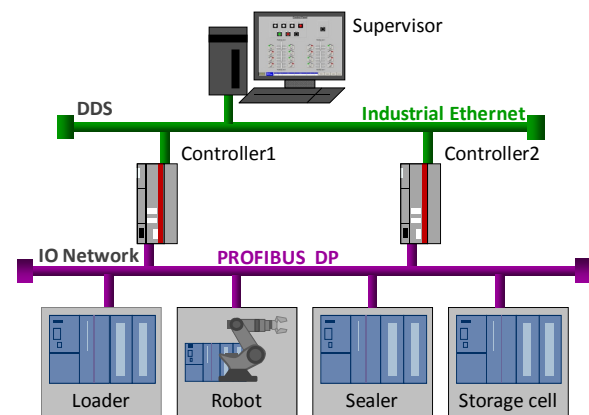 Supervisor
DDS
Industrial Ethernet
Controller1
Controller2
IO Network
PROFIBUS DP
Loader
Robot
Sealer
Storage cell